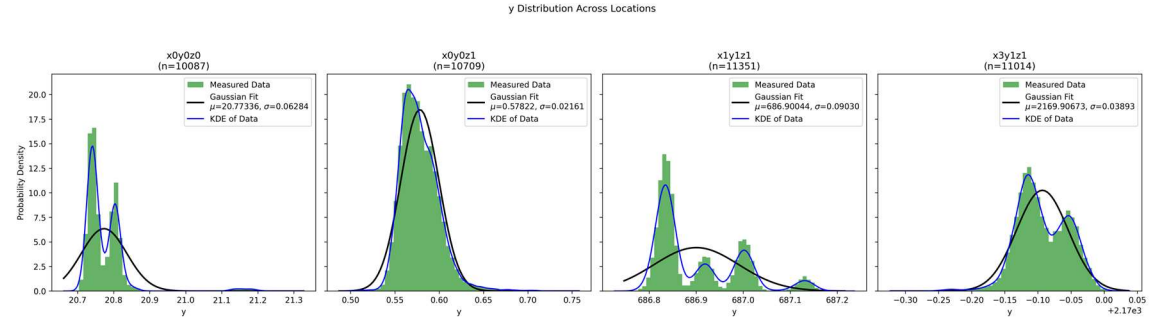 y Distribution Across Locations
x0y0z0
(n=10087)
Measured Data
Gaussian Fit
μ=20.77336, σ=0.06284
KDE of Data
x0y0z1
(n=10709)
Measured Data
Gaussian Fit
μ=0.57822, σ=0.02161
KDE of Data
x1y1z1
(n=11351)
Measured Data
Gaussian Fit
μ=686.90044, σ=0.09030
KDE of Data
x3y1z1
(n=11014)
Measured Data
Gaussian Fit
μ=2169.90673, σ=0.03893
KDE of Data
Probability Density
20.0
17.5
15.0
12.5
10.0
7.5
5.0
2.5
0.0
20.7 20.8 20.9 21.0 21.1 21.2 21.3
y
0.50 0.55 0.60 0.65 0.70 0.75
y
686.8 686.9 687.0 687.1 687.2
y
−0.30 −0.25 −0.20 −0.15 −0.10 −0.05 0.00 0.05
+2.17e3
y